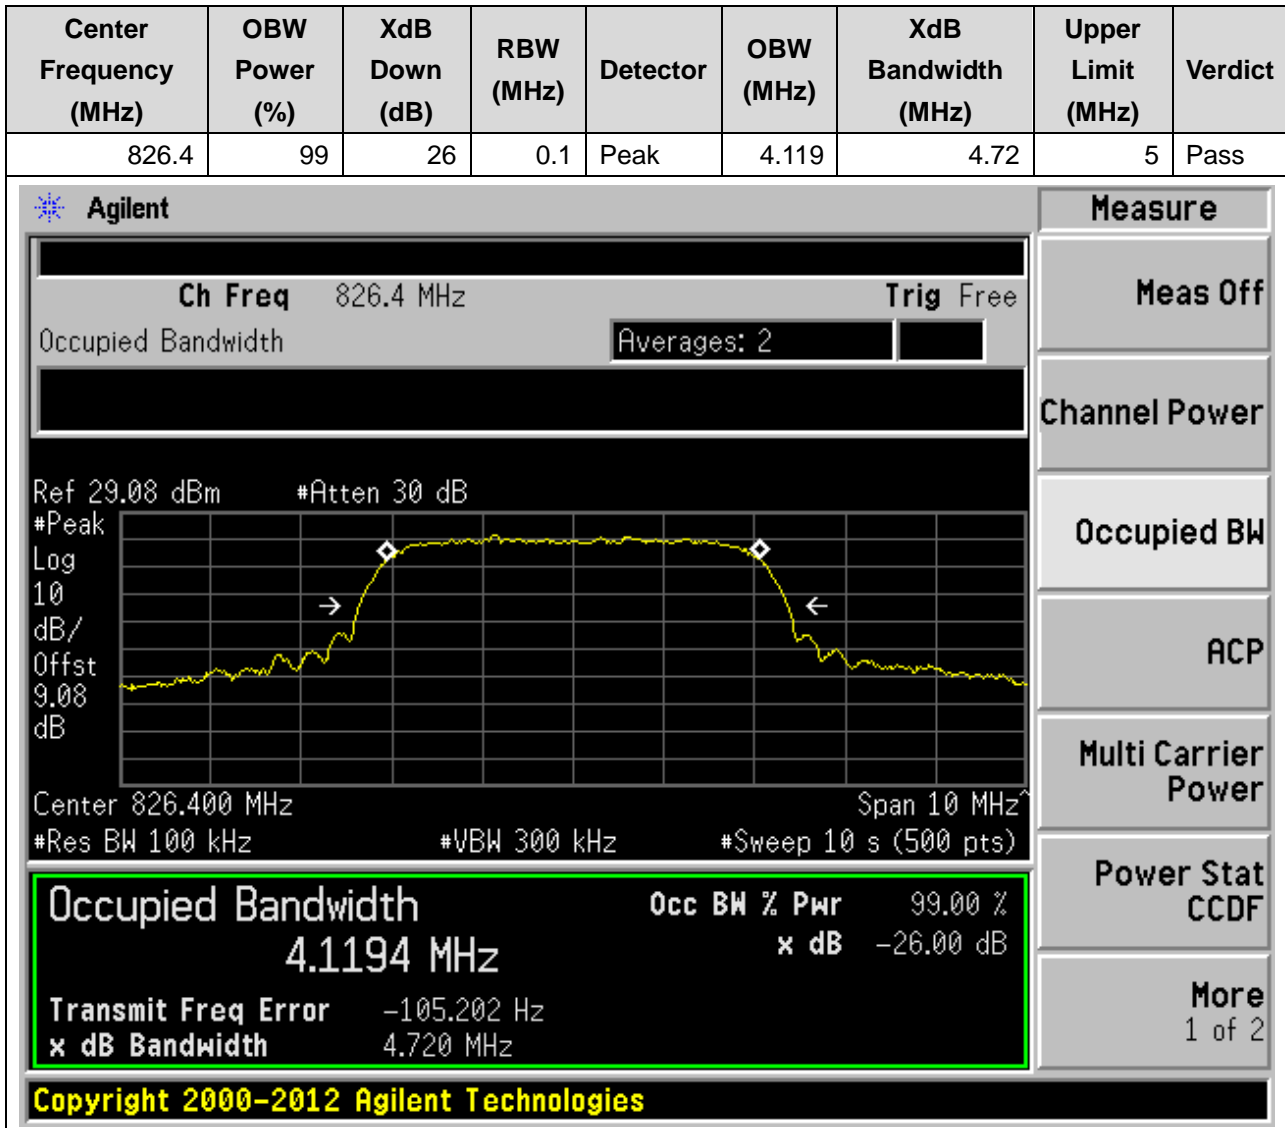 Center Frequency (MHz) OBW Power (%) XdB Down (dB) RBW (MHz) Detector OBW (MHz) XdB Bandwidth (MHz) Upper Limit (MHz) Verdict
826.4 99 26 0.1 Peak 4.119 4.72 5 Pass
Agilent
Measure
Ch Freq 826.4 MHz Trig Free
Occupied Bandwidth Averages: 2
Meas Off
Channel Power
Occupied BW
ACP
Multi Carrier
Power
Power Stat
CCDF
More
1 of 2
Ref 29.08 dBm #Atten 30 dB
#Peak
Log
10
dB/
Offst
9.08
dB
Center 826.400 MHz Span 10 MHz^
#Res BW 100 kHz #VBW 300 kHz #Sweep 10 s (500 pts)
Occupied Bandwidth Occ BW % Pwr 99.00 %
4.1194 MHz x dB -26.00 dB
Transmit Freq Error -105.202 Hz
x dB Bandwidth 4.720 MHz
Copyright 2000-2012 Agilent Technologies